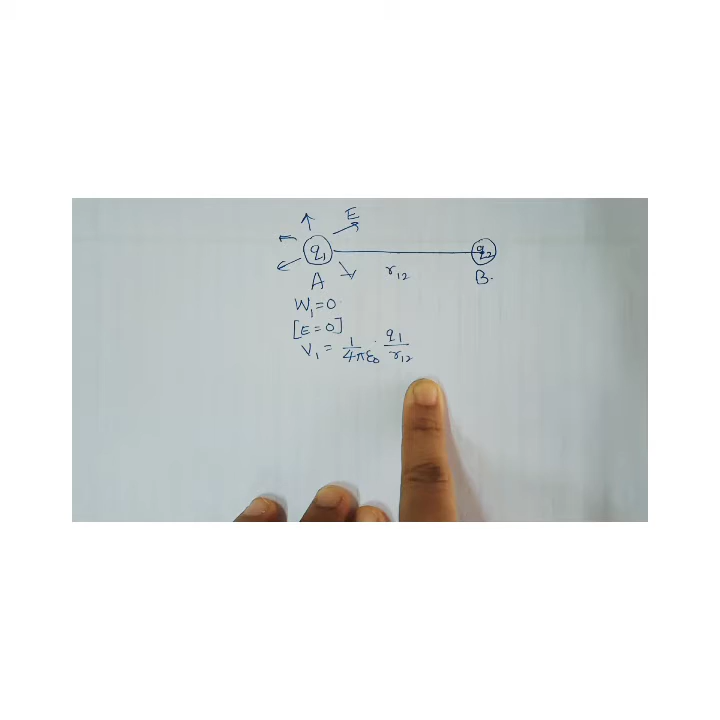 E
q₁ q₂
r₁₂
A B.
W₁ = 0.
[E = 0]
V₁ = 1/4πε₀ · q₁/r₁₂